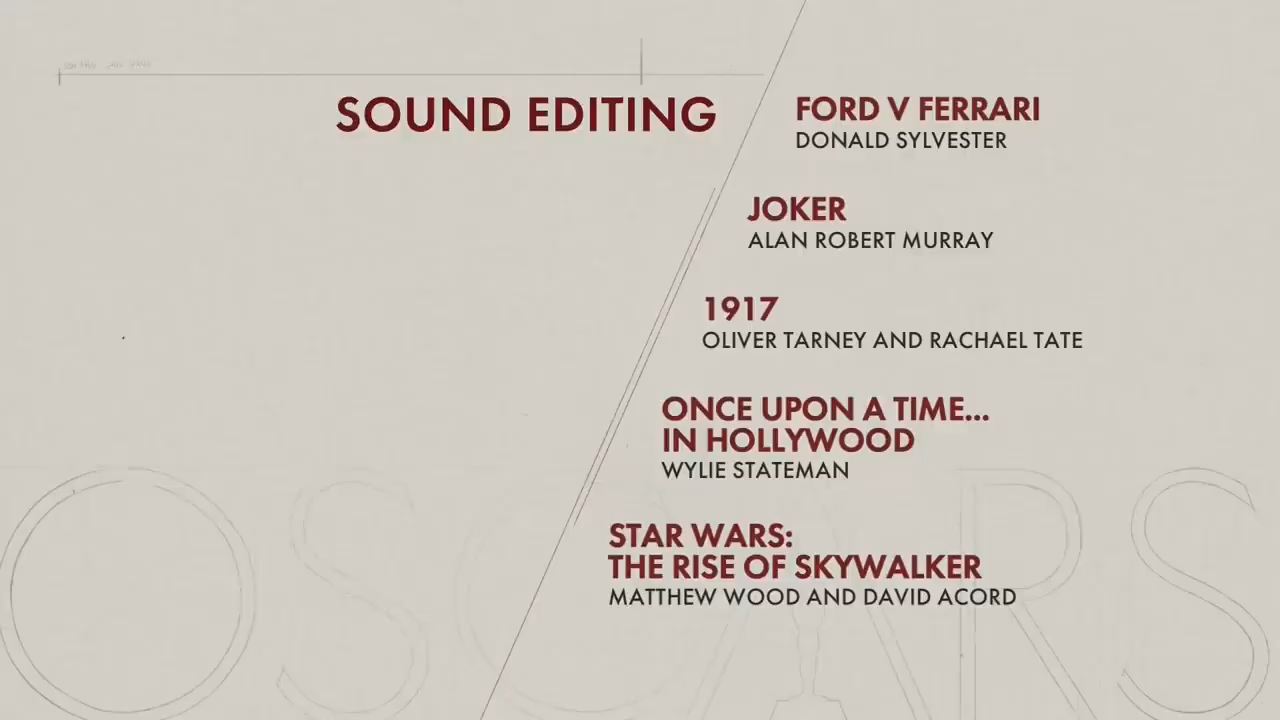 SOUND EDITING
FORD V FERRARI
DONALD SYLVESTER
JOKER
ALAN ROBERT MURRAY
1917
OLIVER TARNEY AND RACHAEL TATE
ONCE UPON A TIME...
IN HOLLYWOOD
WYLIE STATEMAN
STAR WARS:
THE RISE OF SKYWALKER
MATTHEW WOOD AND DAVID ACORD
OSCARS